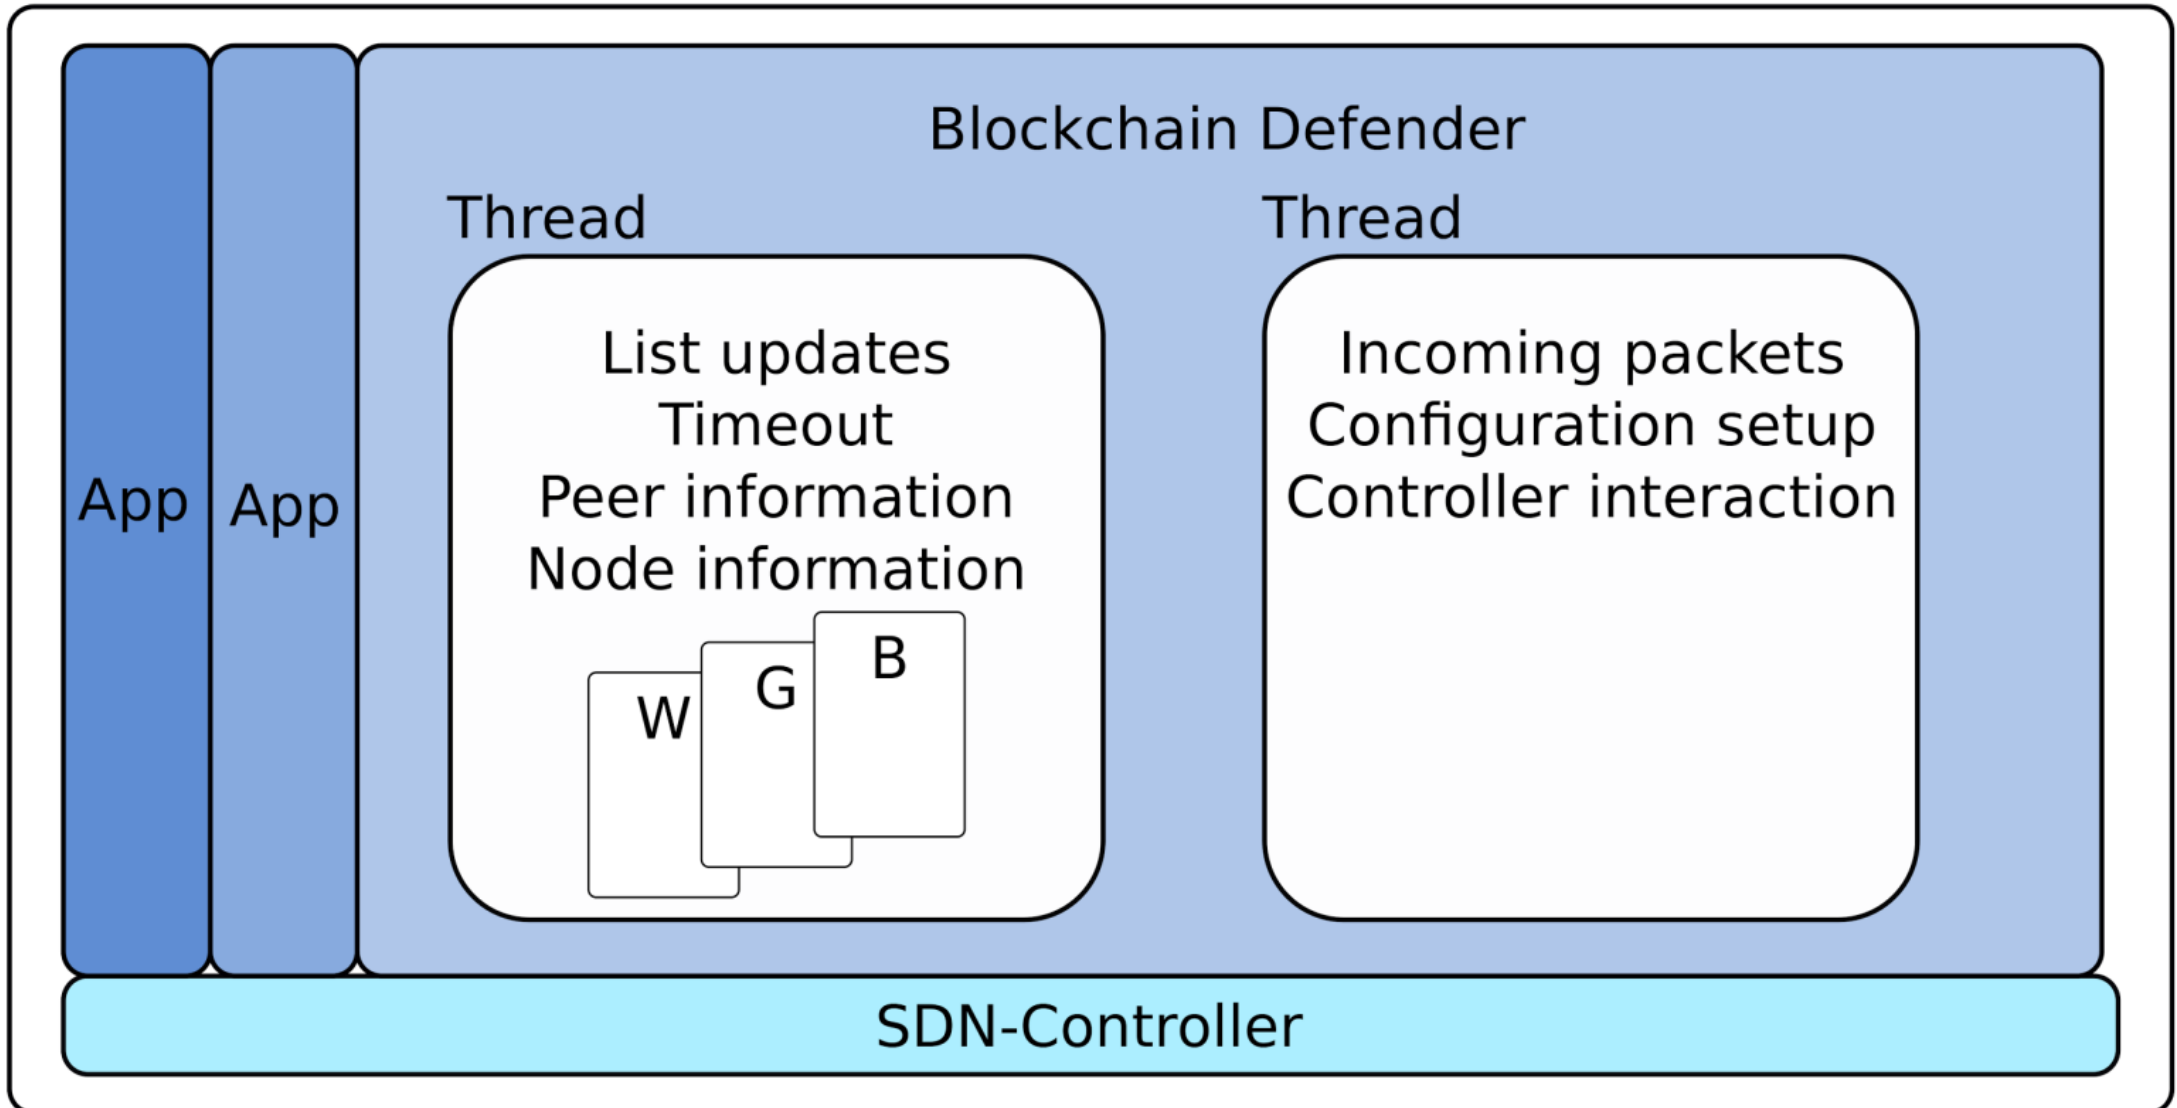 Blockchain Defender
Thread
Thread
List updates
Timeout
Peer information
Node information
W
G
B
Incoming packets
Configuration setup
Controller interaction
App
App
SDN-Controller